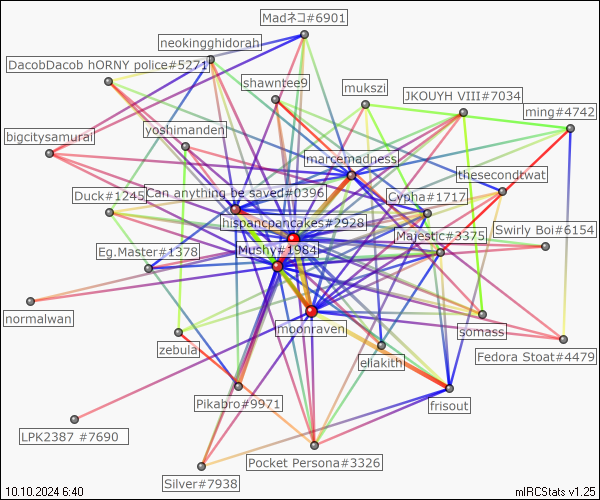 Madネコ#6901
neokingghidorah
DacobDacob hORNY police#5271
shawntee9
mukszi
JKOUYH VIII#7034
ming#4742
bigcitysamurai
yoshimanden
marcemadness
thesecondtwat
Duck#1245
Can anything be saved#0396
Cypha#1717
hispancpancakes#2928
Swirly Boi#6154
Majestic#3375
Eg.Master#1378
Mushy#1984
normalwan
moonraven
somass
zebula
eliakith
Fedora Stoat#4479
Pikabro#9971
frisout
LPK2387 #7690
Pocket Persona#3326
Silver#7938
10.10.2024 6:40
mIRCStats v1.25